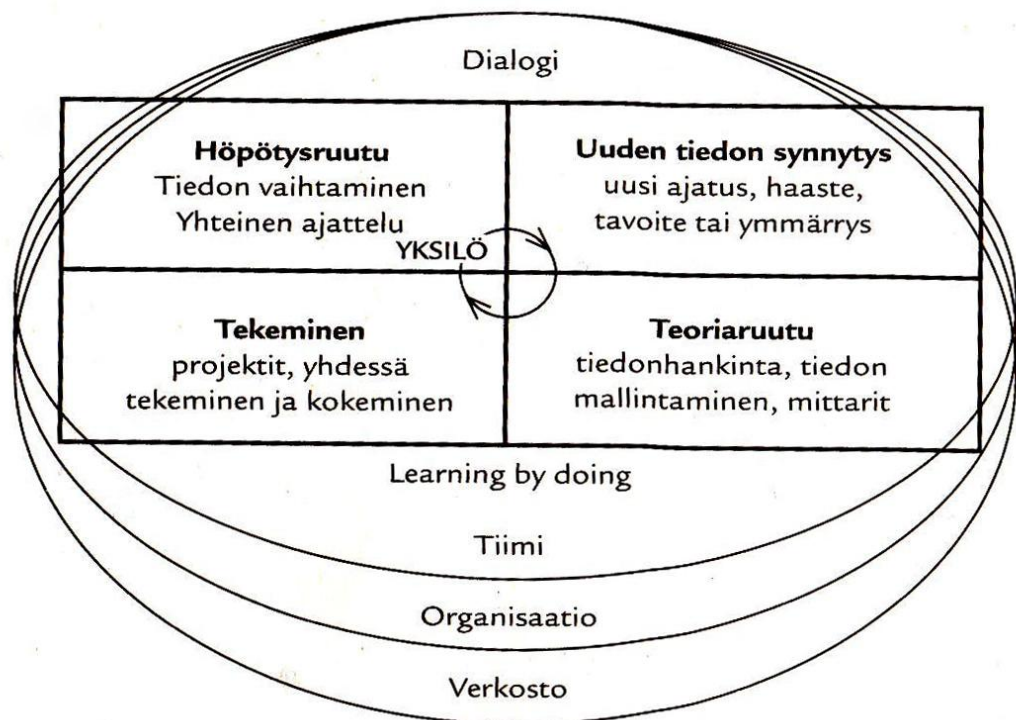 Dialogi
Höpötysruutu
Tiedon vaihtaminen
Yhteinen ajattelu
Uuden tiedon synnytys
uusi ajatus, haaste,
tavoite tai ymmärrys
YKSILÖ
Tekeminen
projektit, yhdessä
tekeminen ja kokeminen
Teoriaruutu
tiedonhankinta, tiedon
mallintaminen, mittarit
Learning by doing
Tiimi
Organisaatio
Verkosto